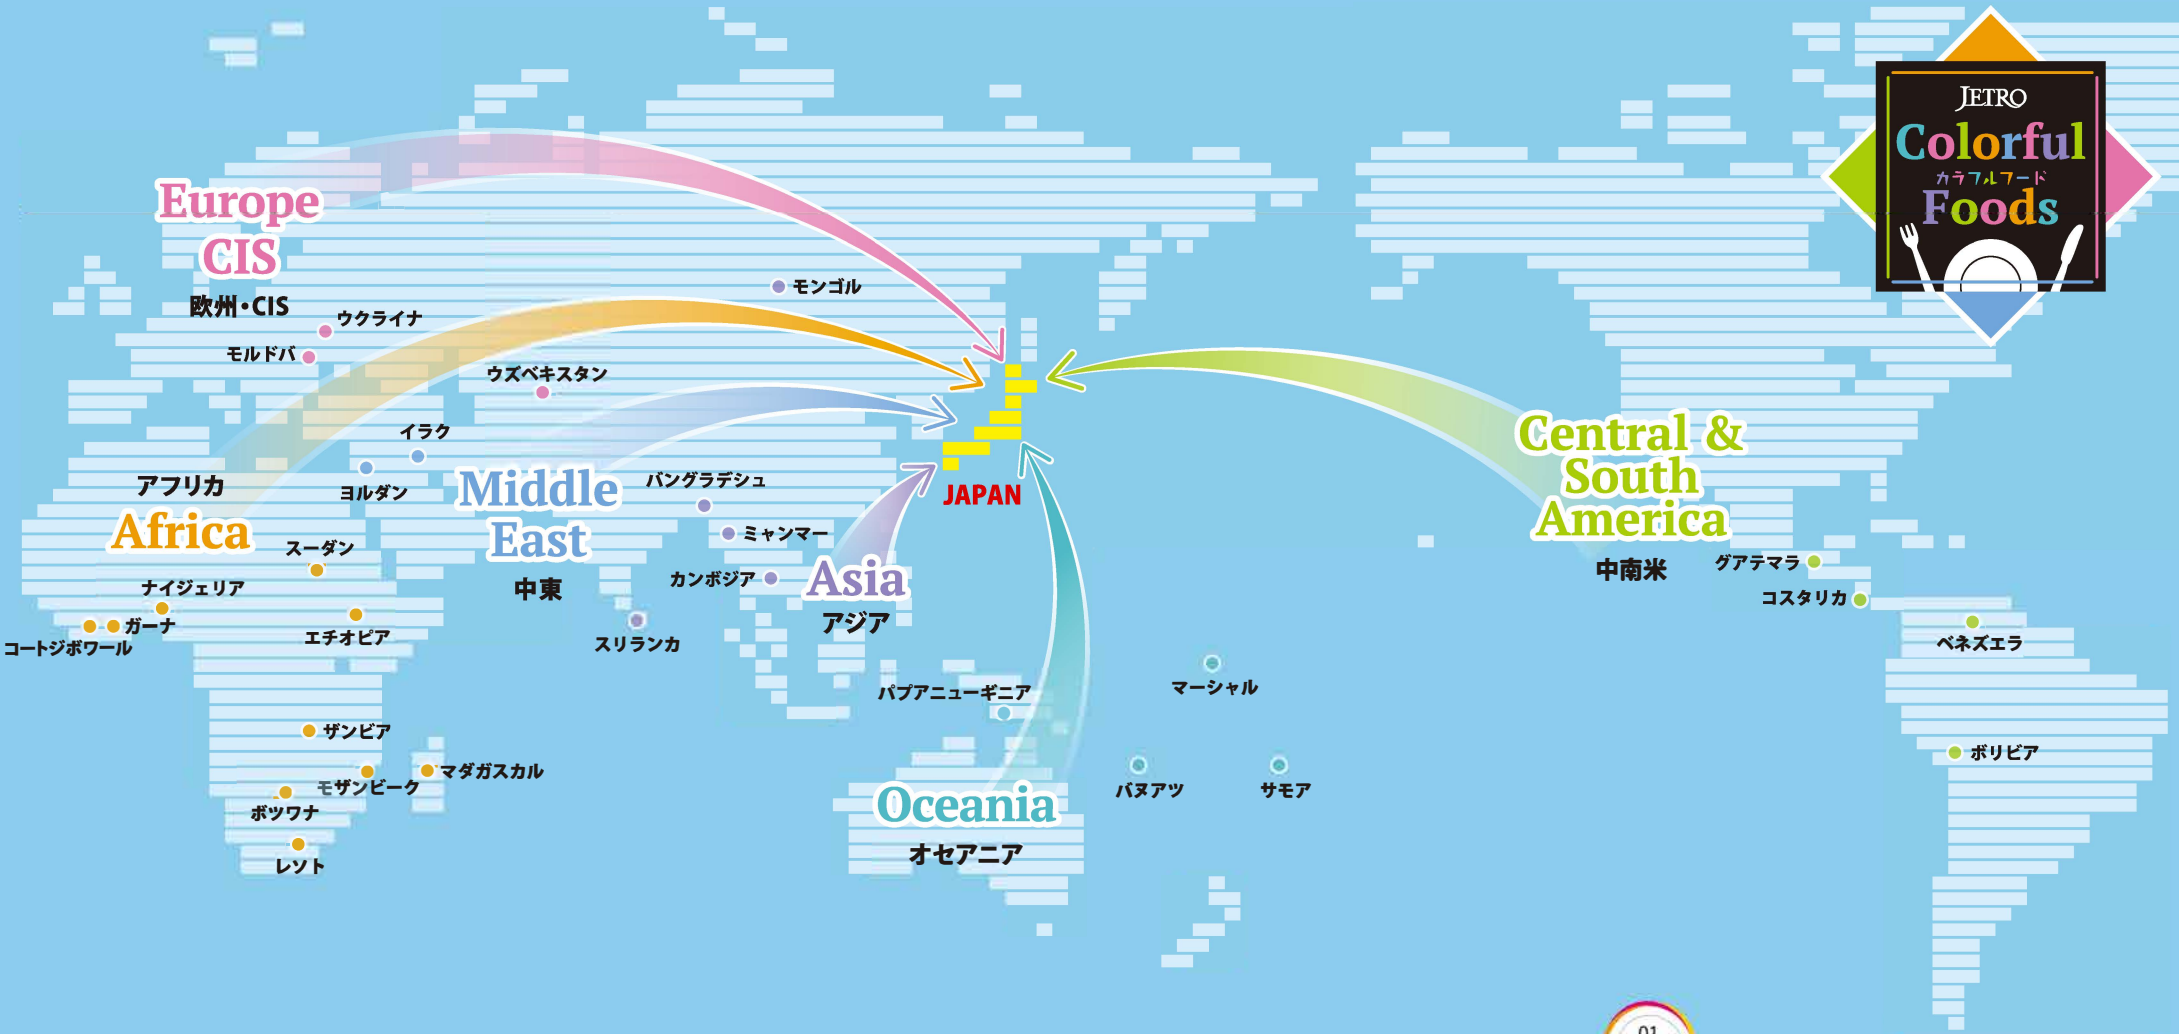 JETRO
Colorful
カラフルフード
Foods
Europe
CIS
欧州・CIS
モンゴル
ウクライナ
モルドバ
ウズベキスタン
イラク
ヨルダン
アフリカ
Africa
Middle
East
中東
バングラデシュ
ミャンマー
カンボジア
スリランカ
Asia
アジア
JAPAN
Central &
South
America
中南米
グアテマラ
コスタリカ
ベネズエラ
ボリビア
スーダン
ナイジェリア
ガーナ
コートジボワール
エチオピア
ザンビア
モザンビーク
マダガスカル
ボツワナ
レソト
パプアニューギニア
マーシャル
バヌアツ
サモア
Oceania
オセアニア
01